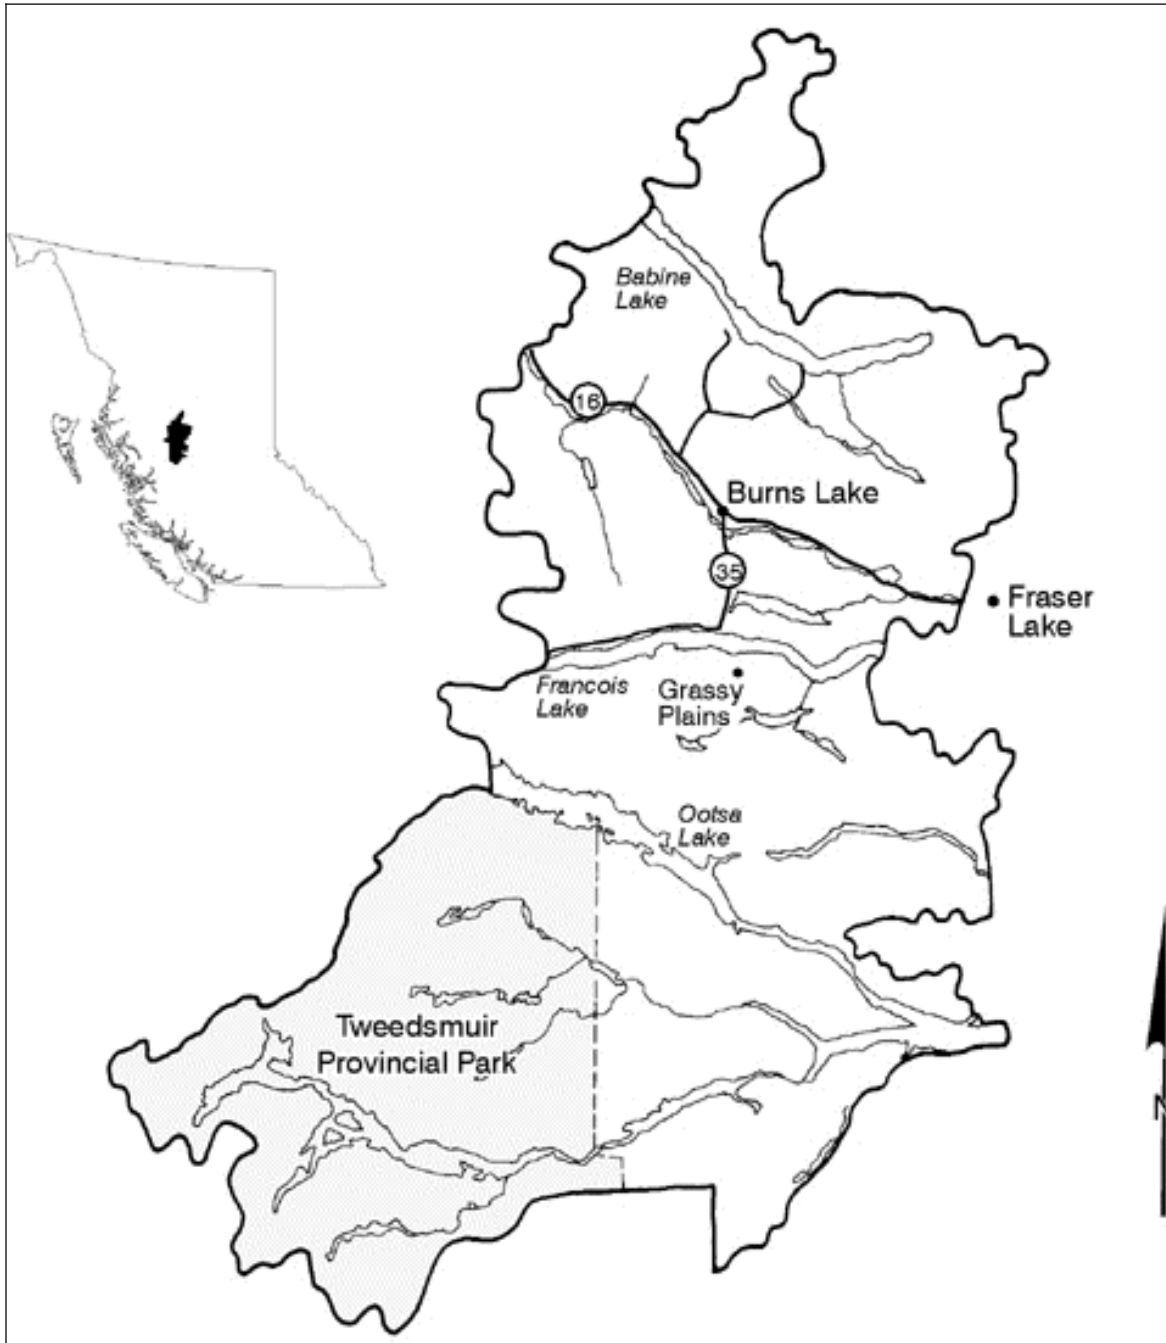 Babine
Lake
16
Burns Lake
35
Fraser
Lake
Francois
Lake
Grassy
Plains
Ootsa
Lake
Tweedsmuir
Provincial Park
N